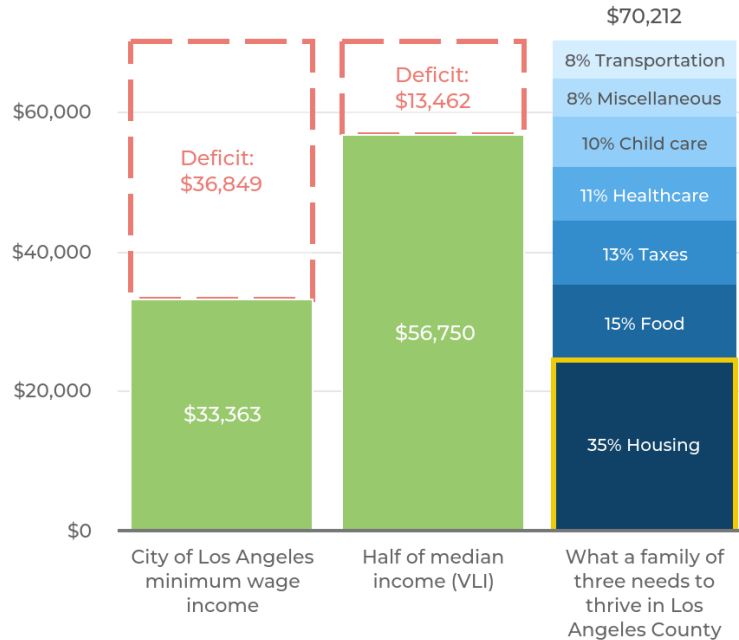 $70,212
8% Transportation
Deficit:
$13,462
8% Miscellaneous
$60,000
10% Child care
Deficit:
$36,849
11% Healthcare
$40,000
13% Taxes
15% Food
$56,750
$20,000
$33,363
35% Housing
$0
City of Los Angeles
minimum wage
income
Half of median
income (VLI)
What a family of
three needs to
thrive in Los
Angeles County